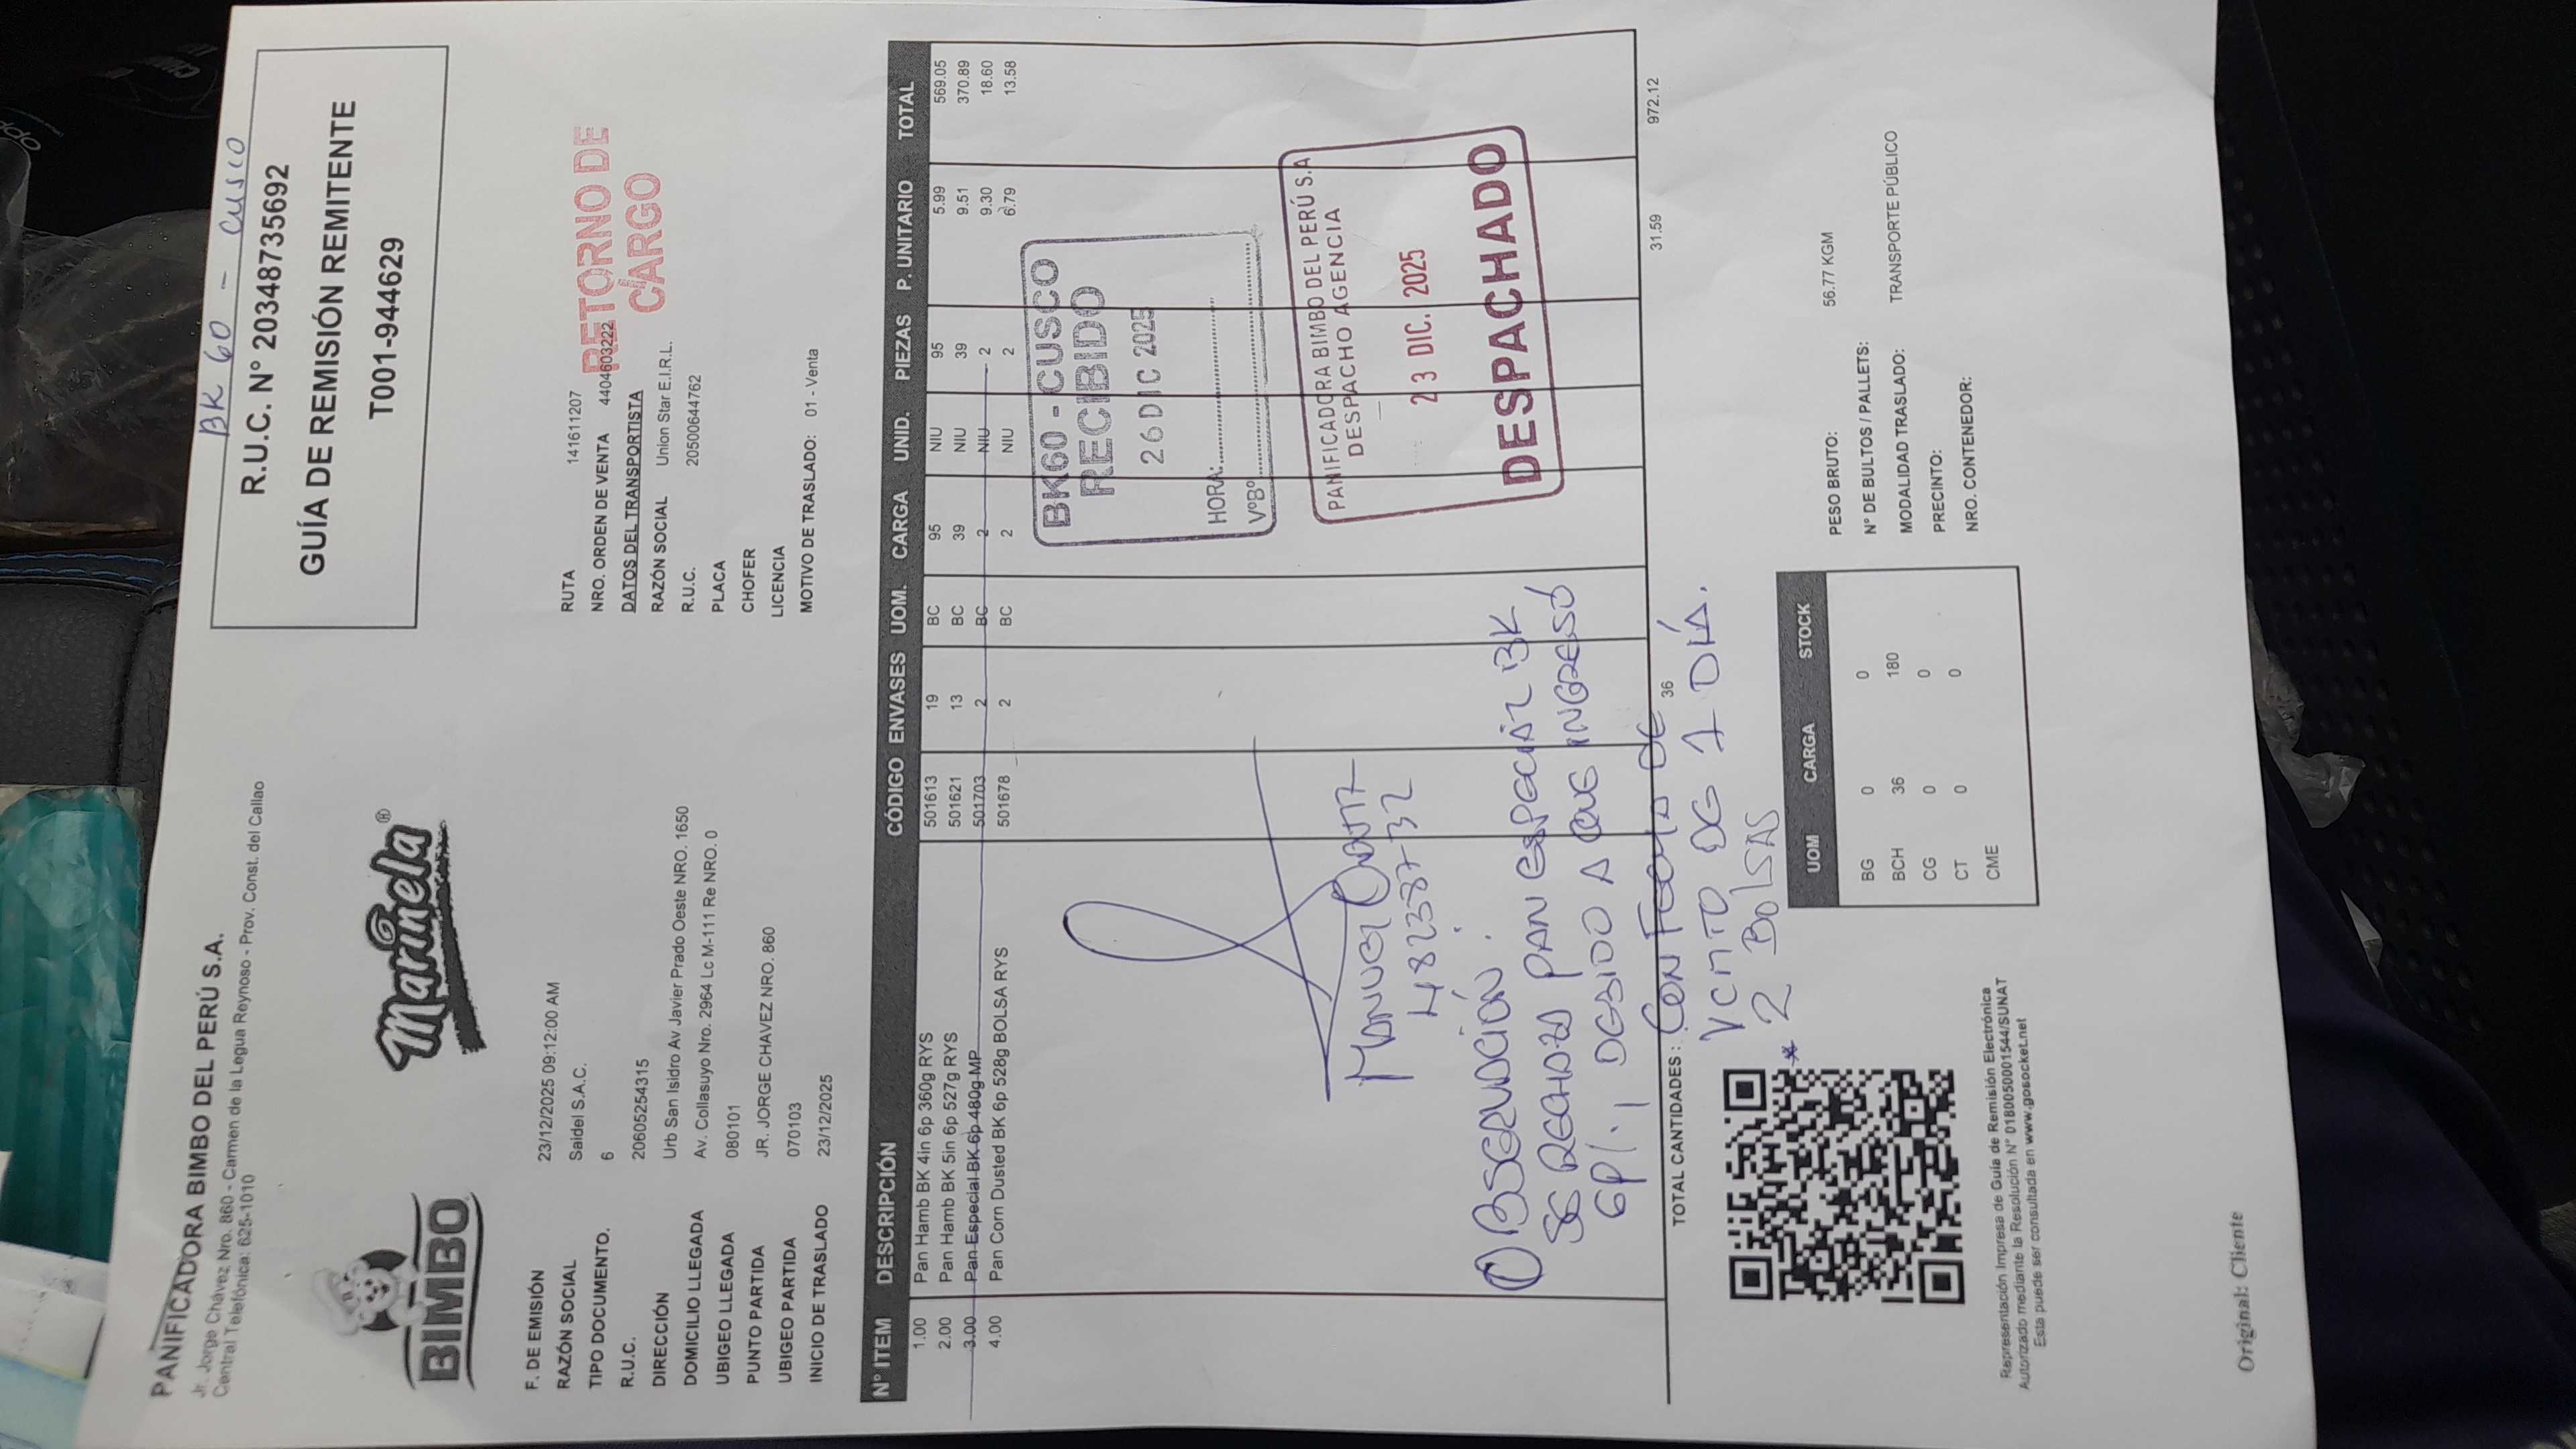 BK 60 - CUSCO
PANIFICADORA BIMBO DEL PERÚ S.A.
Jr. Jorge Chávez Nro. 860 - Carmen de la Legua Reynoso - Prov. Const. del Callao
Central Telefónica: 625-1010
R.U.C. N° 20348735692
GUÍA DE REMISIÓN REMITENTE
T001-944629
BIMBO
Marinela®
F. DE EMISIÓN 23/12/2025 09:12:00 AM
RAZÓN SOCIAL Saidel S.A.C.
TIPO DOCUMENTO. 6
R.U.C. 20605254315
DIRECCIÓN Urb San Isidro Av Javier Prado Oeste NRO. 1650
DOMICILIO LLEGADA Av. Collasuyo Nro. 2964 Lc M-111 Re NRO. 0
UBIGEO LLEGADA 080101
PUNTO PARTIDA JR. JORGE CHAVEZ NRO. 860
UBIGEO PARTIDA 070103
INICIO DE TRASLADO 23/12/2025
RUTA 141611207
NRO. ORDEN DE VENTA 4404603222
DATOS DEL TRANSPORTISTA
RAZÓN SOCIAL Union Star E.I.R.L.
R.U.C. 20500644762
PLACA
CHOFER
LICENCIA
MOTIVO DE TRASLADO: 01 - Venta
RETORNO DE
CARGO
N° ITEM DESCRIPCIÓN CÓDIGO ENVASES UOM. CARGA UNID. PIEZAS P. UNITARIO TOTAL
1.00 Pan Hamb BK 4in 6p 360g RYS 501613 19 BC 95 NIU 95 5.99 569.05
2.00 Pan Hamb BK 5in 6p 527g RYS 501621 13 BC 39 NIU 39 9.51 370.89
3.00 Pan Especial BK 6p 480g MP 501703 2 BC 2 NIU 2 9.30 18.60
4.00 Pan Corn Dusted BK 6p 528g BOLSA RYS 501678 2 BC 2 NIU 2 6.79 13.58
BK60 - CUSCO
RECIBIDO
26 DIC 2025
HORA:
V°B°
PANIFICADORA BIMBO DEL PERÚ S.A
DESPACHO AGENCIA
23 DIC. 2025
DESPACHADO
MANUEL
48238732
OBSERVACIÓN:
SE RECHAZO PAN ESPECIAL BK
6P1. DEBIDO A QUE INGRESÓ
CON FECHA DE
VCMTO DE 1 DÍA.
* 2 BOLSAS
TOTAL CANTIDADES : 36 31.59 972.12
UOM CARGA STOCK
BG 0 0
BCH 36 180
CG 0 0
CT 0 0
CME
PESO BRUTO: 56.77 KGM
N° DE BULTOS / PALLETS:
MODALIDAD TRASLADO: TRANSPORTE PÚBLICO
PRECINTO:
NRO. CONTENEDOR:
Representación Impresa de Guía de Remisión Electrónica
Autorizado mediante la Resolución N° 0180050001544/SUNAT
Esta puede ser consultada en www.gosocket.net
Original: Cliente